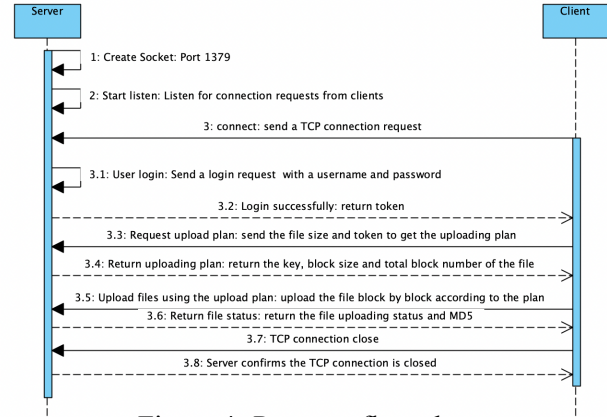 Server
Client
1: Create Socket: Port 1379
2: Start listen: Listen for connection requests from clients
3: connect: send a TCP connection request
3.1: User login: Send a login request with a username and password
3.2: Login successfully: return token
3.3: Request upload plan: send the file size and token to get the uploading plan
3.4: Return uploading plan: return the key, block size and total block number of the file
3.5: Upload files using the upload plan: upload the file block by block according to the plan
3.6: Return file status: return the file uploading status and MD5
3.7: TCP connection close
3.8: Server confirms the TCP connection is closed